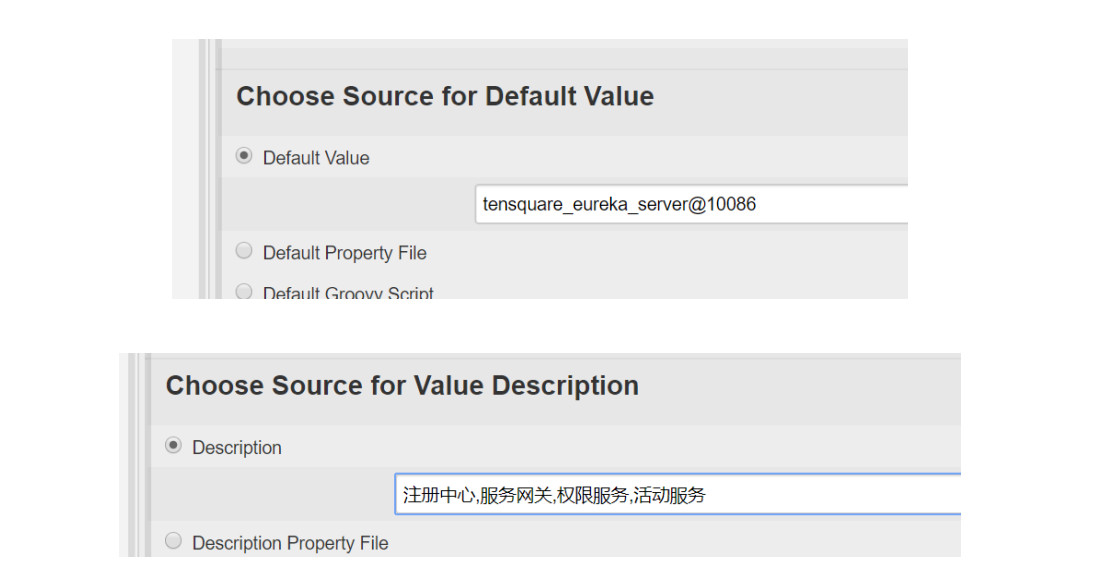 Choose Source for Default Value
Default Value
tensquare_eureka_server@10086
Default Property File
Default Groovy Script
Choose Source for Value Description
Description
注册中心,服务网关,权限服务,活动服务
Description Property File